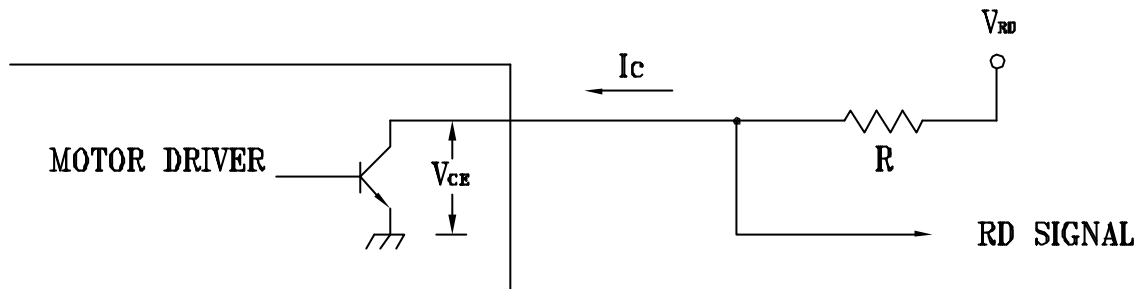 V_RD
Ic
MOTOR DRIVER
V_CE
R
RD SIGNAL